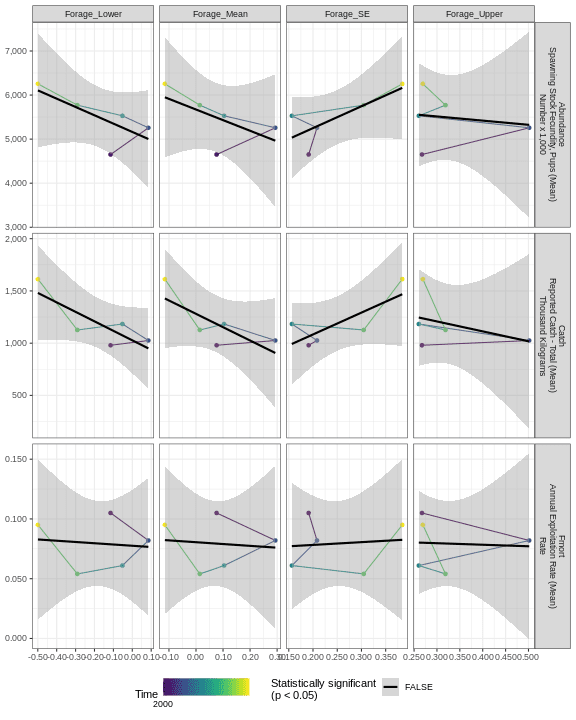 Forage_Lower Forage_Mean Forage_SE Forage_Upper
7,000
6,000
5,000
4,000
3,000
Abundance
Spawning Stock Fecundity, Pups (Mean)
Number x 1,000
2,000
1,500
1,000
500
Catch
Reported Catch - Total (Mean)
Thousand Kilograms
0.150
0.100
0.050
0.000
Fmort
Annual Exploitation Rate (Mean)
Rate
-0.50 -0.40 -0.30 -0.20 -0.10 0.00 0.10
-0.10 0.00 0.10 0.20 0.30
0.150 0.200 0.250 0.300 0.350
0.250 0.300 0.350 0.400 0.450 0.500
Time
2000
Statistically significant
(p < 0.05)
FALSE